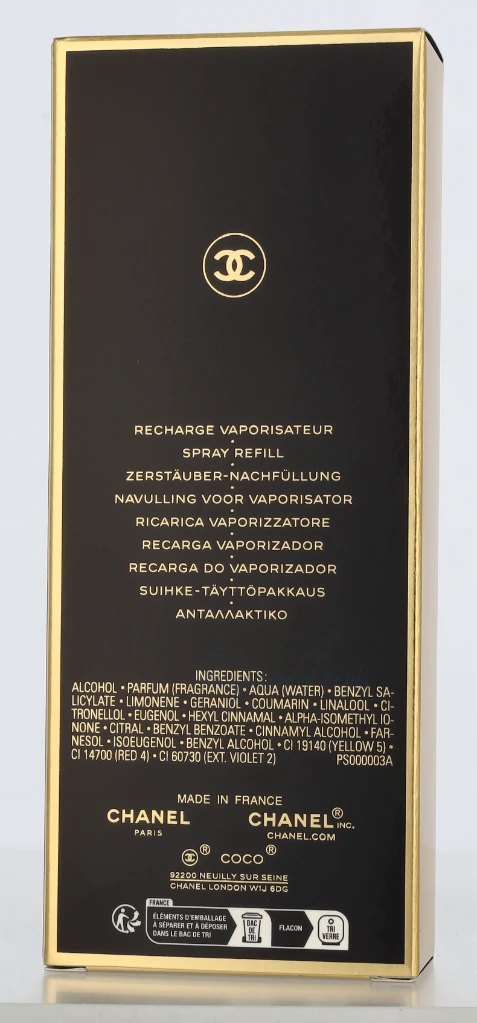 RECHARGE VAPORISATEUR
SPRAY REFILL
ZERSTÄUBER-NACHFÜLLUNG
NAVULLING VOOR VAPORISATOR
RICARICA VAPORIZZATORE
RECARGA VAPORIZADOR
RECARGA DO VAPORIZADOR
SUIHKE-TÄYTTÖPAKKAUS
ΑΝΤΑΛΛΑΚΤΙΚΟ
INGREDIENTS:
ALCOHOL • PARFUM (FRAGRANCE) • AQUA (WATER) • BENZYL SA-
LICYLATE • LIMONENE • GERANIOL • COUMARIN • LINALOOL • CI-
TRONELLOL • EUGENOL • HEXYL CINNAMAL • ALPHA-ISOMETHYL IO-
NONE • CITRAL • BENZYL BENZOATE • CINNAMYL ALCOHOL • FAR-
NESOL • ISOEUGENOL • BENZYL ALCOHOL • CI 19140 (YELLOW 5) •
CI 14700 (RED 4) • CI 60730 (EXT. VIOLET 2) PS000003A
MADE IN FRANCE
CHANEL CHANEL® INC.
PARIS CHANEL.COM
® COCO®
92200 NEUILLY SUR SEINE
CHANEL LONDON W1J 6DG
FRANCE
ÉLÉMENTS D'EMBALLAGE
À SÉPARER ET À DÉPOSER
DANS LE BAC DE TRI
BAC
DE
TRI
FLACON
TRI
VERRE